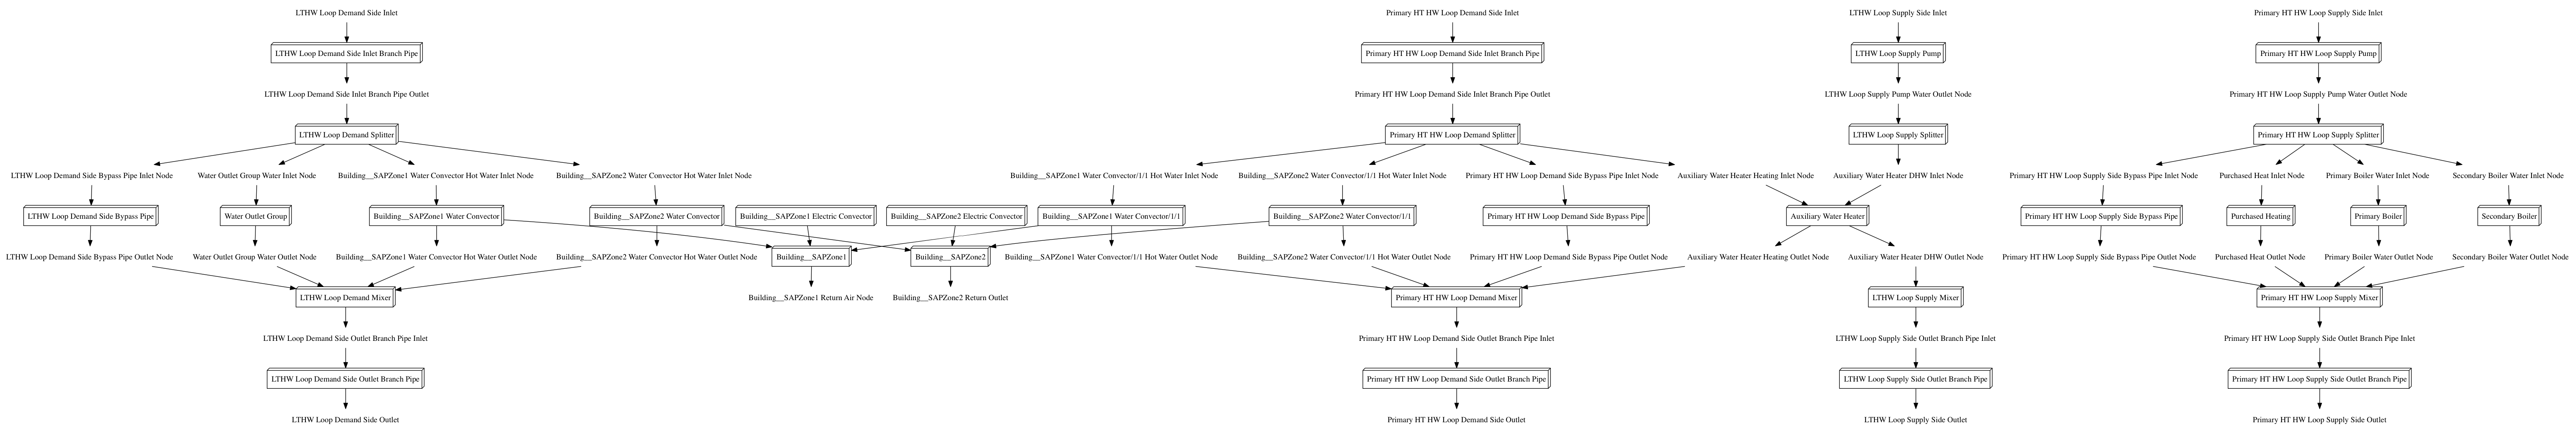 LTHW Loop Demand Side Inlet
Primary HT HW Loop Demand Side Inlet
LTHW Loop Supply Side Inlet
Primary HT HW Loop Supply Side Inlet
LTHW Loop Demand Side Inlet Branch Pipe
Primary HT HW Loop Demand Side Inlet Branch Pipe
LTHW Loop Supply Pump
Primary HT HW Loop Supply Pump
LTHW Loop Demand Side Inlet Branch Pipe Outlet
Primary HT HW Loop Demand Side Inlet Branch Pipe Outlet
LTHW Loop Supply Pump Water Outlet Node
Primary HT HW Loop Supply Pump Water Outlet Node
LTHW Loop Demand Splitter
Primary HT HW Loop Demand Splitter
LTHW Loop Supply Splitter
Primary HT HW Loop Supply Splitter
LTHW Loop Demand Side Bypass Pipe Inlet Node
Water Outlet Group Water Inlet Node
Building__SAPZone1 Water Convector Hot Water Inlet Node
Building__SAPZone2 Water Convector Hot Water Inlet Node
Building__SAPZone1 Water Convector/1/1 Hot Water Inlet Node
Building__SAPZone2 Water Convector/1/1 Hot Water Inlet Node
Primary HT HW Loop Demand Side Bypass Pipe Inlet Node
Auxiliary Water Heater Heating Inlet Node
Auxiliary Water Heater DHW Inlet Node
Primary HT HW Loop Supply Side Bypass Pipe Inlet Node
Purchased Heat Inlet Node
Primary Boiler Water Inlet Node
Secondary Boiler Water Inlet Node
LTHW Loop Demand Side Bypass Pipe
Water Outlet Group
Building__SAPZone1 Water Convector
Building__SAPZone2 Water Convector
Building__SAPZone1 Electric Convector
Building__SAPZone2 Electric Convector
Building__SAPZone1 Water Convector/1/1
Building__SAPZone2 Water Convector/1/1
Primary HT HW Loop Demand Side Bypass Pipe
Auxiliary Water Heater
Primary HT HW Loop Supply Side Bypass Pipe
Purchased Heating
Primary Boiler
Secondary Boiler
LTHW Loop Demand Side Bypass Pipe Outlet Node
Water Outlet Group Water Outlet Node
Building__SAPZone1 Water Convector Hot Water Outlet Node
Building__SAPZone2 Water Convector Hot Water Outlet Node
Building__SAPZone1
Building__SAPZone2
Building__SAPZone1 Water Convector/1/1 Hot Water Outlet Node
Building__SAPZone2 Water Convector/1/1 Hot Water Outlet Node
Primary HT HW Loop Demand Side Bypass Pipe Outlet Node
Auxiliary Water Heater Heating Outlet Node
Auxiliary Water Heater DHW Outlet Node
Primary HT HW Loop Supply Side Bypass Pipe Outlet Node
Purchased Heat Outlet Node
Primary Boiler Water Outlet Node
Secondary Boiler Water Outlet Node
LTHW Loop Demand Mixer
Building__SAPZone1 Return Air Node
Building__SAPZone2 Return Outlet
Primary HT HW Loop Demand Mixer
LTHW Loop Supply Mixer
Primary HT HW Loop Supply Mixer
LTHW Loop Demand Side Outlet Branch Pipe Inlet
Primary HT HW Loop Demand Side Outlet Branch Pipe Inlet
LTHW Loop Supply Side Outlet Branch Pipe Inlet
Primary HT HW Loop Supply Side Outlet Branch Pipe Inlet
LTHW Loop Demand Side Outlet Branch Pipe
Primary HT HW Loop Demand Side Outlet Branch Pipe
LTHW Loop Supply Side Outlet Branch Pipe
Primary HT HW Loop Supply Side Outlet Branch Pipe
LTHW Loop Demand Side Outlet
Primary HT HW Loop Demand Side Outlet
LTHW Loop Supply Side Outlet
Primary HT HW Loop Supply Side Outlet